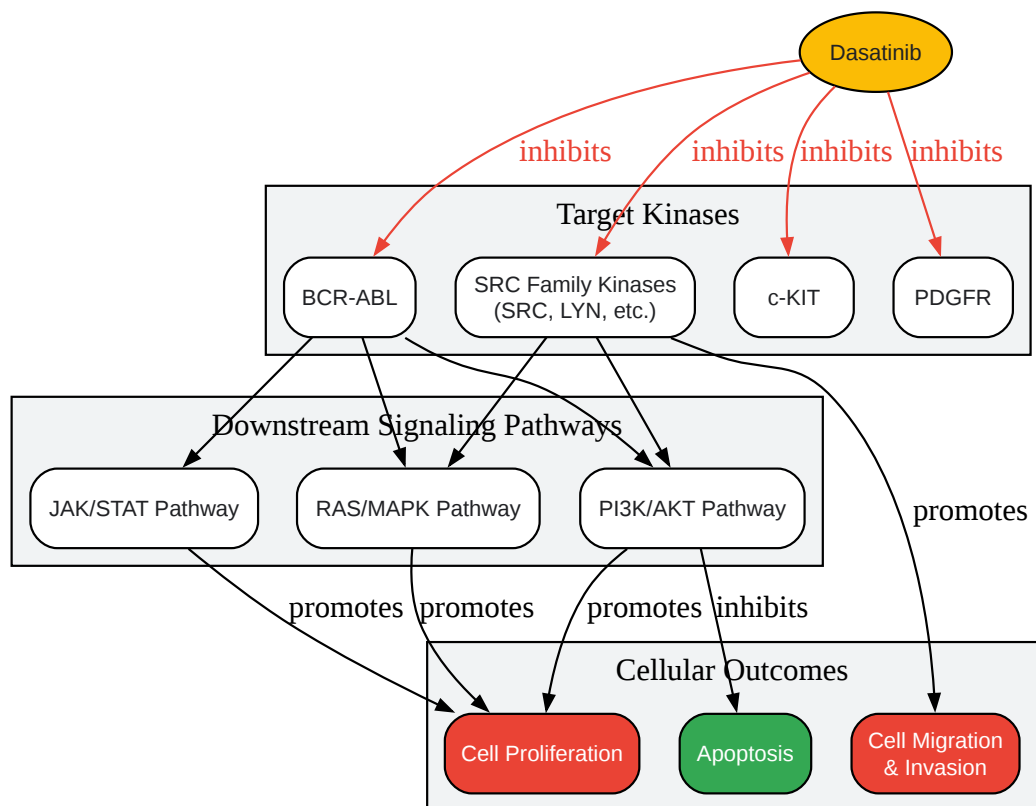 Dasatinib
inhibits
inhibits
inhibits
inhibits
Target Kinases
BCR-ABL
SRC Family Kinases
(SRC, LYN, etc.)
c-KIT
PDGFR
Downstream Signaling Pathways
JAK/STAT Pathway
RAS/MAPK Pathway
PI3K/AKT Pathway
promotes
promotes
promotes
promotes
inhibits
Cellular Outcomes
Cell Proliferation
Apoptosis
Cell Migration
& Invasion